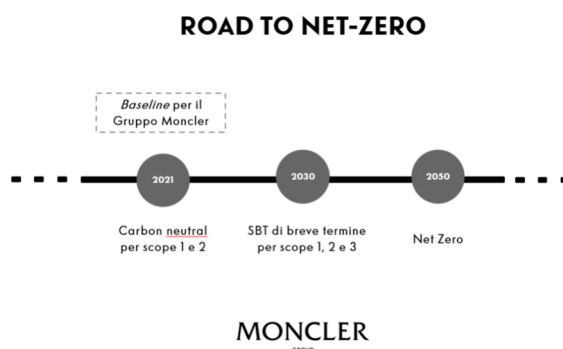 ROAD TO NET-ZERO
Baseline per il
Gruppo Moncler
2021
2030
2050
Carbon neutral
per scope 1 e 2
SBT di breve termine
per scope 1, 2 e 3
Net Zero
MONCLER
GROUP